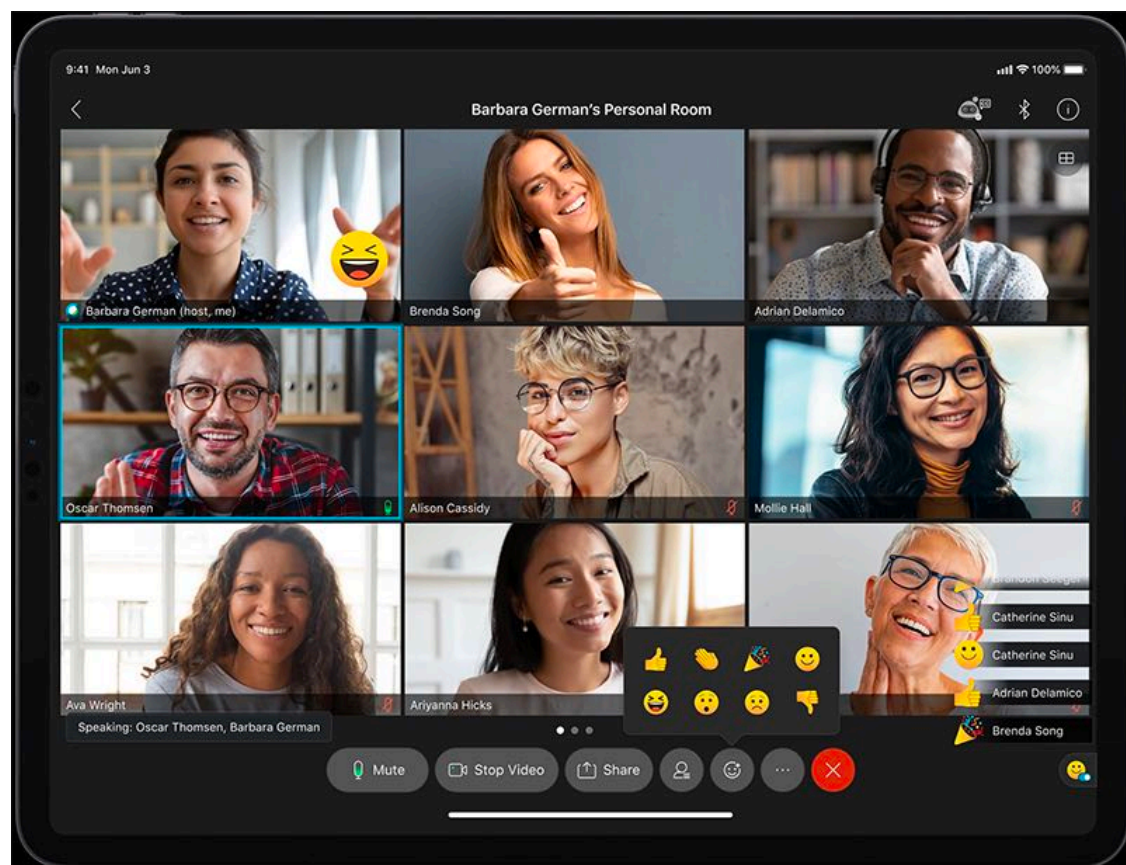 9:41 Mon Jun 3
100%
Barbara German's Personal Room
Barbara German (host, me)
Brenda Song
Adrian Delamico
Oscar Thomsen
Alison Cassidy
Mollie Hall
Brandon Seeger
Catherine Sinu
Catherine Sinu
Adrian Delamico
Brenda Song
Ava Wright
Ariyanna Hicks
Speaking: Oscar Thomsen, Barbara German
Mute
Stop Video
Share